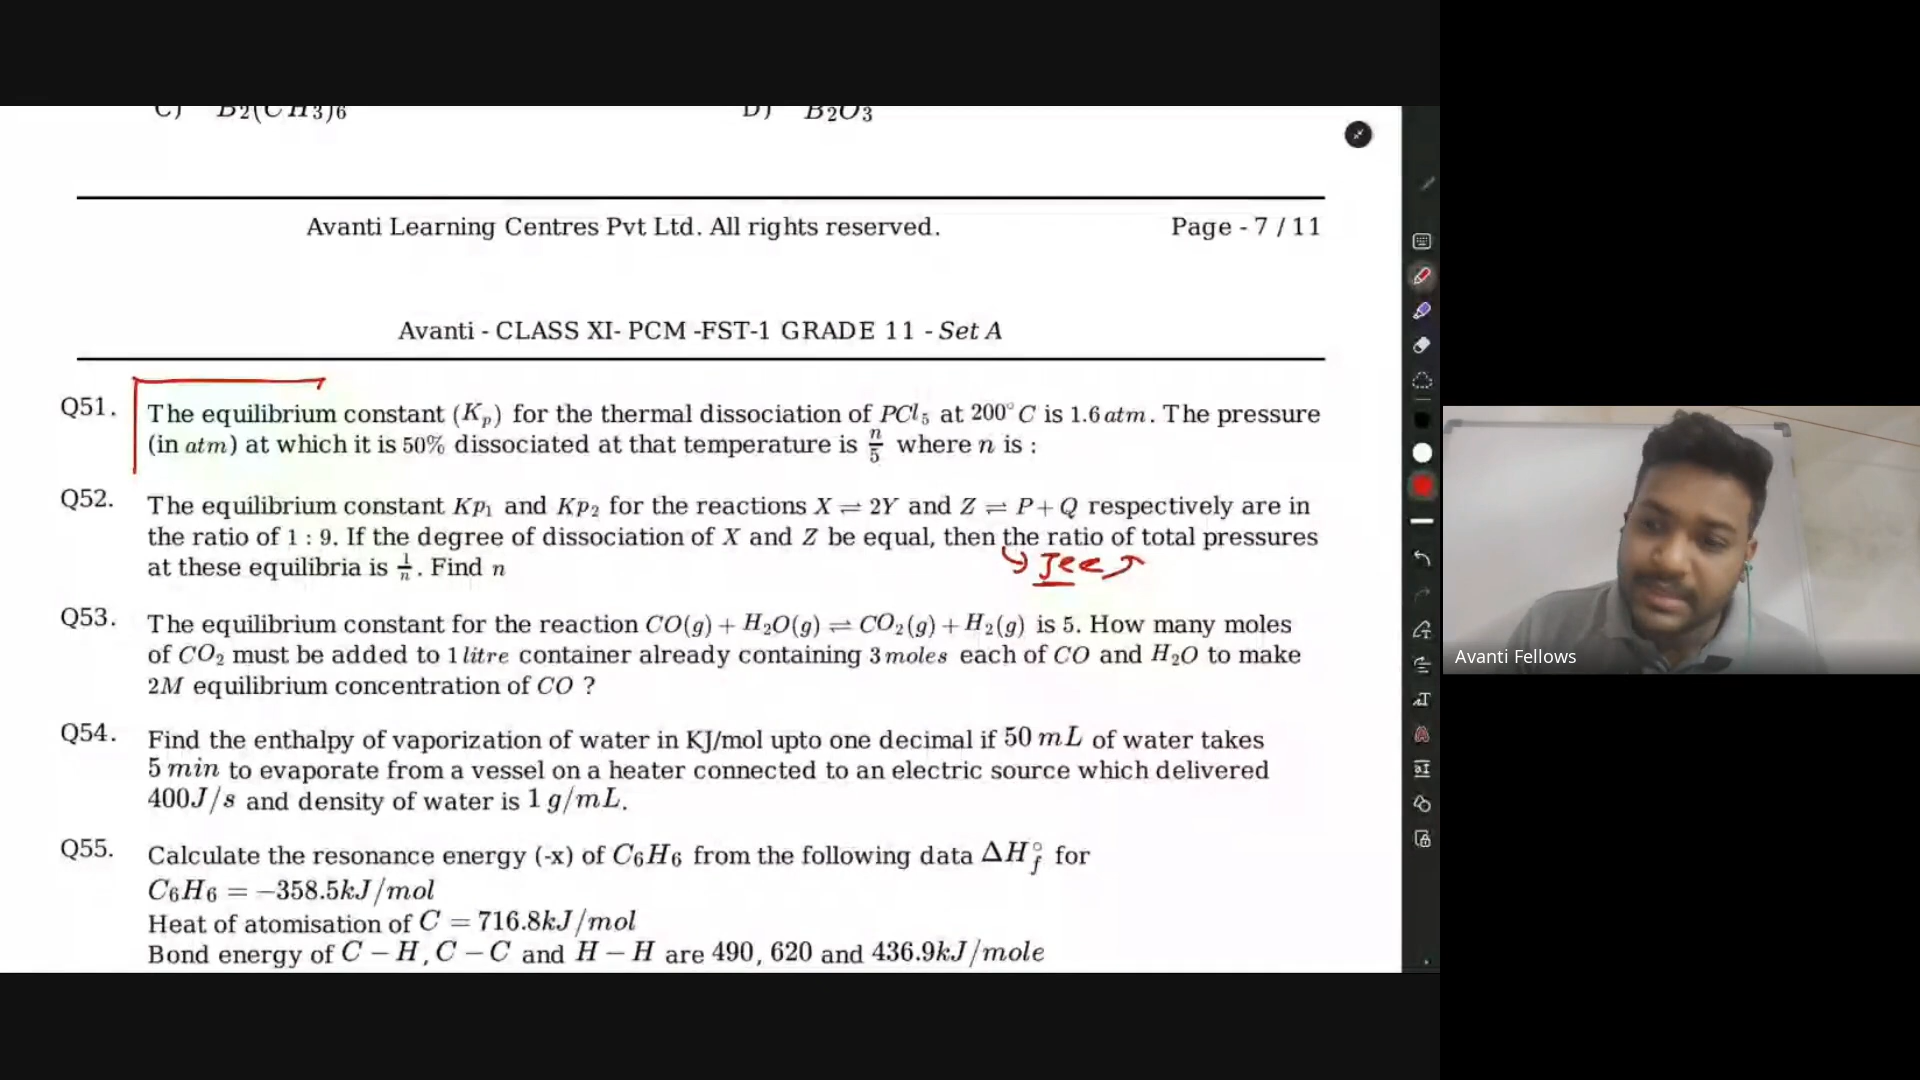 C) B2(CH3)6 D) B2O3
Avanti Learning Centres Pvt Ltd. All rights reserved. Page - 7 / 11
Avanti - CLASS XI- PCM -FST-1 GRADE 11 - Set A
Q51. The equilibrium constant (Kp) for the thermal dissociation of PCl5 at 200°C is 1.6 atm. The pressure
(in atm) at which it is 50% dissociated at that temperature is n/5 where n is :
Q52. The equilibrium constant Kp1 and Kp2 for the reactions X ⇌ 2Y and Z ⇌ P + Q respectively are in
the ratio of 1 : 9. If the degree of dissociation of X and Z be equal, then the ratio of total pressures
at these equilibria is 1/n. Find n
Jee
Q53. The equilibrium constant for the reaction CO(g) + H2O(g) ⇌ CO2(g) + H2(g) is 5. How many moles
of CO2 must be added to 1 litre container already containing 3 moles each of CO and H2O to make
2M equilibrium concentration of CO ?
Q54. Find the enthalpy of vaporization of water in KJ/mol upto one decimal if 50 mL of water takes
5 min to evaporate from a vessel on a heater connected to an electric source which delivered
400J/s and density of water is 1 g/mL.
Q55. Calculate the resonance energy (-x) of C6H6 from the following data ΔH°f for
C6H6 = −358.5kJ/mol
Heat of atomisation of C = 716.8kJ/mol
Bond energy of C − H, C − C and H − H are 490, 620 and 436.9kJ/mole
Avanti Fellows